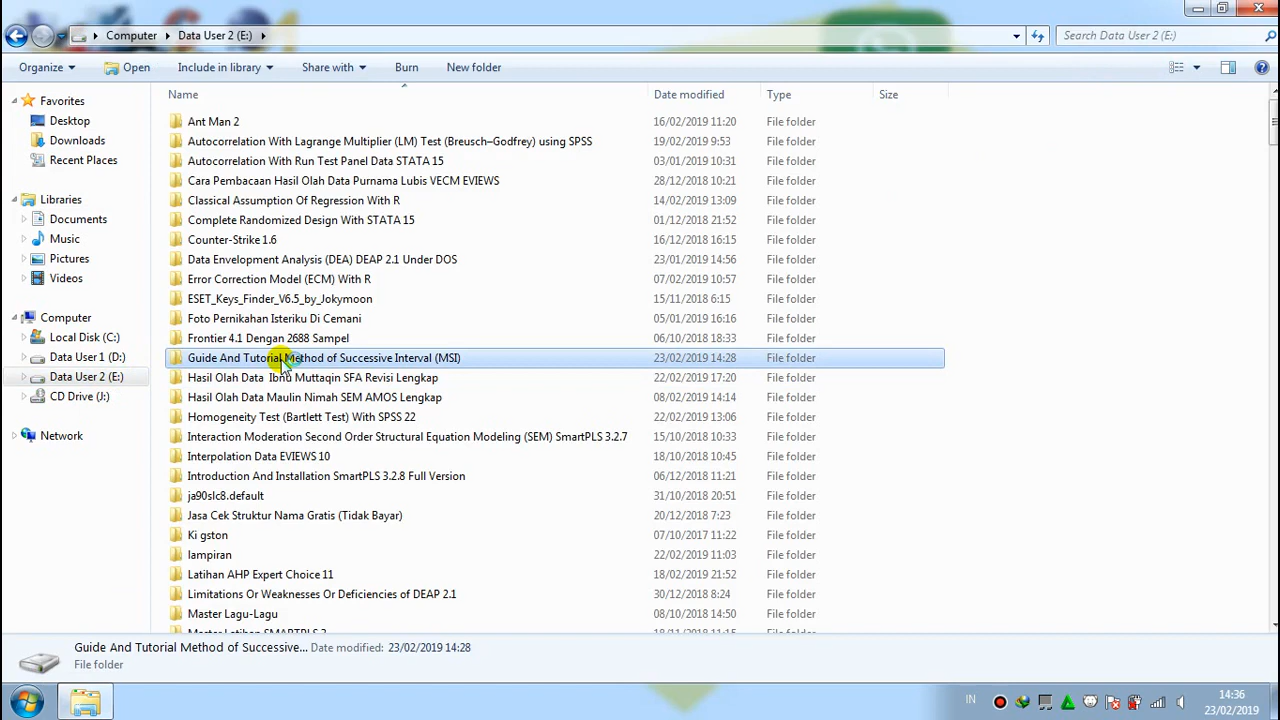 Computer Data User 2 (E:) Search Data User 2 (E:)
Organize Open Include in library Share with Burn New folder
Name Date modified Type Size
Favorites
Desktop
Downloads
Recent Places
Libraries
Documents
Music
Pictures
Videos
Computer
Local Disk (C:)
Data User 1 (D:)
Data User 2 (E:)
CD Drive (J:)
Network
Ant Man 2 16/02/2019 11:20 File folder
Autocorrelation With Lagrange Multiplier (LM) Test (Breusch–Godfrey) using SPSS 19/02/2019 9:53 File folder
Autocorrelation With Run Test Panel Data STATA 15 03/01/2019 10:31 File folder
Cara Pembacaan Hasil Olah Data Purnama Lubis VECM EVIEWS 28/12/2018 10:21 File folder
Classical Assumption Of Regression With R 14/02/2019 13:09 File folder
Complete Randomized Design With STATA 15 01/12/2018 21:52 File folder
Counter-Strike 1.6 16/12/2018 16:15 File folder
Data Envelopment Analysis (DEA) DEAP 2.1 Under DOS 23/01/2019 14:56 File folder
Error Correction Model (ECM) With R 07/02/2019 10:57 File folder
ESET_Keys_Finder_V6.5_by_Jokymoon 15/11/2018 6:15 File folder
Foto Pernikahan Isteriku Di Cemani 05/01/2019 16:16 File folder
Frontier 4.1 Dengan 2688 Sampel 06/10/2018 18:33 File folder
Guide And Tutorial Method of Successive Interval (MSI) 23/02/2019 14:28 File folder
Hasil Olah Data Ibnu Muttaqin SFA Revisi Lengkap 22/02/2019 17:20 File folder
Hasil Olah Data Maulin Nimah SEM AMOS Lengkap 08/02/2019 14:14 File folder
Homogeneity Test (Bartlett Test) With SPSS 22 22/02/2019 13:06 File folder
Interaction Moderation Second Order Structural Equation Modeling (SEM) SmartPLS 3.2.7 15/10/2018 10:33 File folder
Interpolation Data EVIEWS 10 18/10/2018 10:45 File folder
Introduction And Installation SmartPLS 3.2.8 Full Version 06/12/2018 11:21 File folder
ja90slc8.default 31/10/2018 20:51 File folder
Jasa Cek Struktur Nama Gratis (Tidak Bayar) 20/12/2018 7:23 File folder
Ki gston 07/10/2017 11:22 File folder
lampiran 22/02/2019 11:03 File folder
Latihan AHP Expert Choice 11 18/02/2019 21:52 File folder
Limitations Or Weaknesses Or Deficiencies of DEAP 2.1 30/12/2018 8:24 File folder
Master Lagu-Lagu 08/10/2018 14:50 File folder
Master Latihan SMARTPLS 3 18/11/2018 11:15 File folder
Guide And Tutorial Method of Successive... Date modified: 23/02/2019 14:28
File folder
IN 14:36
23/02/2019